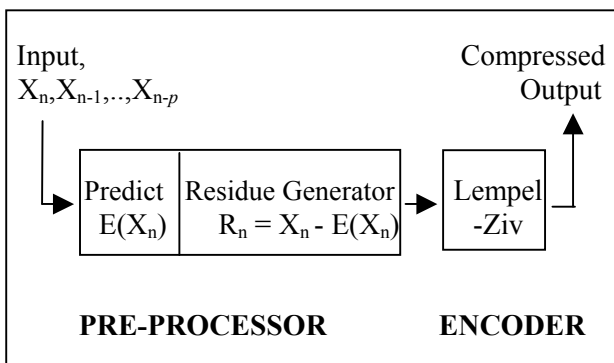 Input,
Xₙ,Xₙ₋₁,..,Xₙ₋ₚ
Compressed
Output
Predict
E(Xₙ)
Residue Generator
Rₙ = Xₙ - E(Xₙ)
Lempel
-Ziv
PRE-PROCESSOR
ENCODER